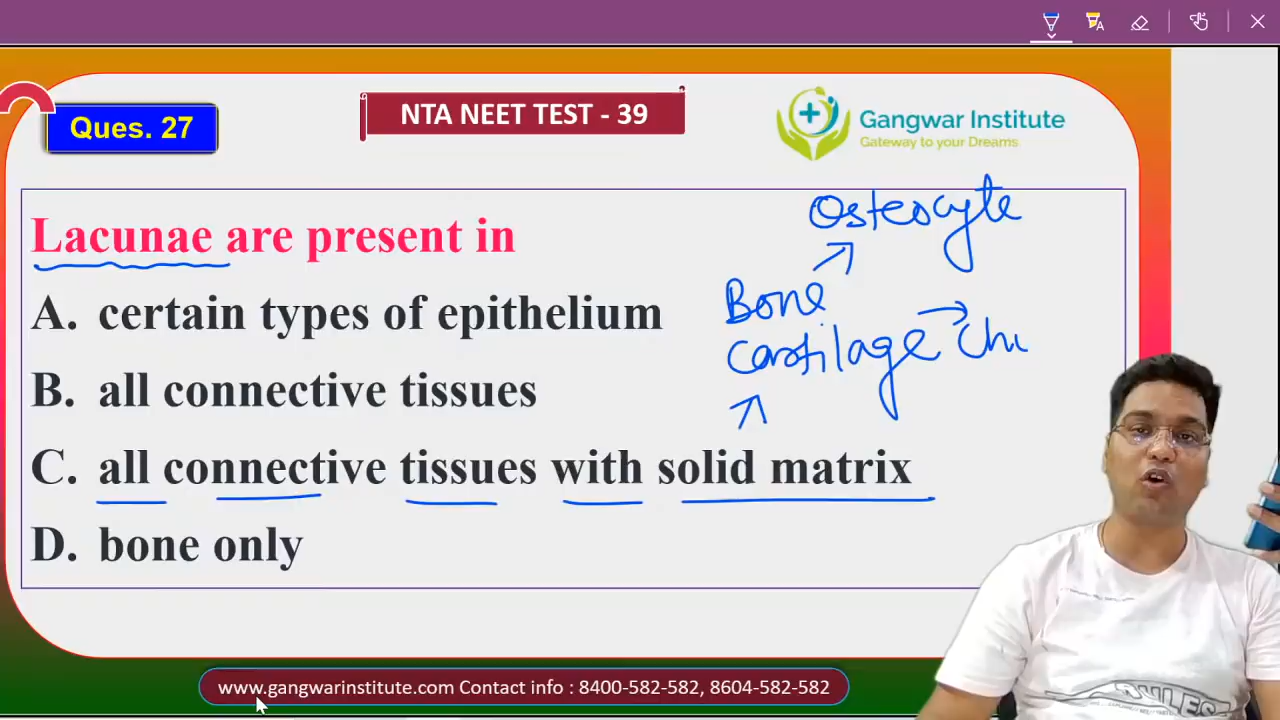 Ques. 27
NTA NEET TEST - 39
Gangwar Institute
Gateway to your Dreams
Lacunae are present in
Osteocyte
A. certain types of epithelium
Bone
Cartilage
B. all connective tissues
C. all connective tissues with solid matrix
D. bone only
www.gangwarinstitute.com Contact info : 8400-582-582, 8604-582-582